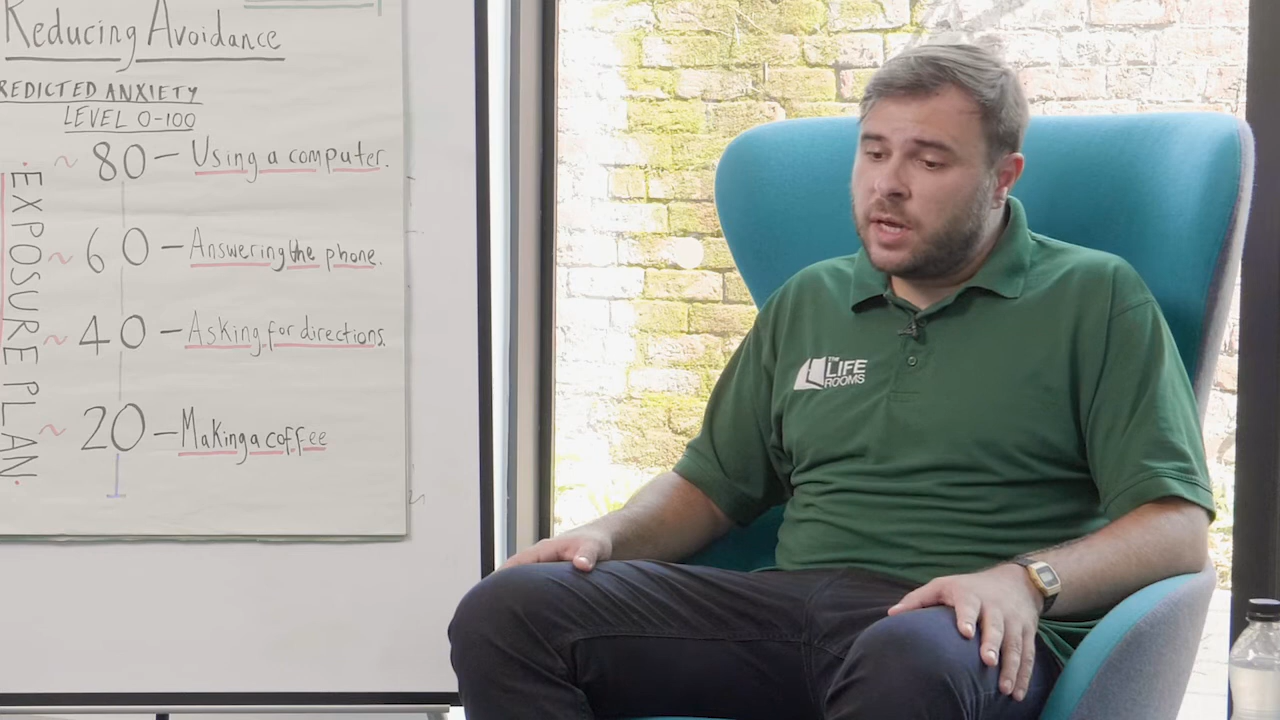 Reducing Avoidance
REDICTED ANXIETY
LEVEL 0-100
~ 80 – Using a computer.
~ 60 – Answering the phone.
~ 40 – Asking for directions.
~ 20 – Making a coffee
EXPOSURE PLAN.
THE
LIFE
ROOMS